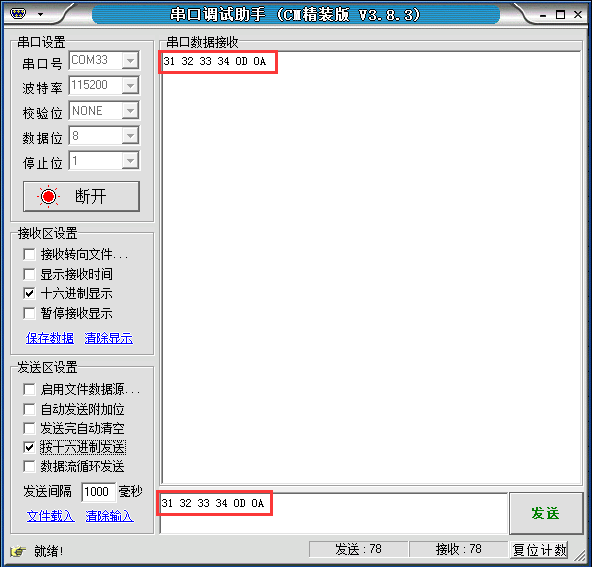 串口调试助手 (CM精装版 V3.8.3)
串口设置
串口号 COM33
波特率 115200
校验位 NONE
数据位 8
停止位 1
断开
接收区设置
接收转向文件...
显示接收时间
十六进制显示
暂停接收显示
保存数据 清除显示
发送区设置
启用文件数据源...
自动发送附加位
发送完自动清空
按十六进制发送
数据流循环发送
发送间隔 1000 毫秒
文件载入 清除输入
串口数据接收
31 32 33 34 0D 0A
31 32 33 34 0D 0A
发送
就绪!
发送 : 78
接收 : 78
复位计数